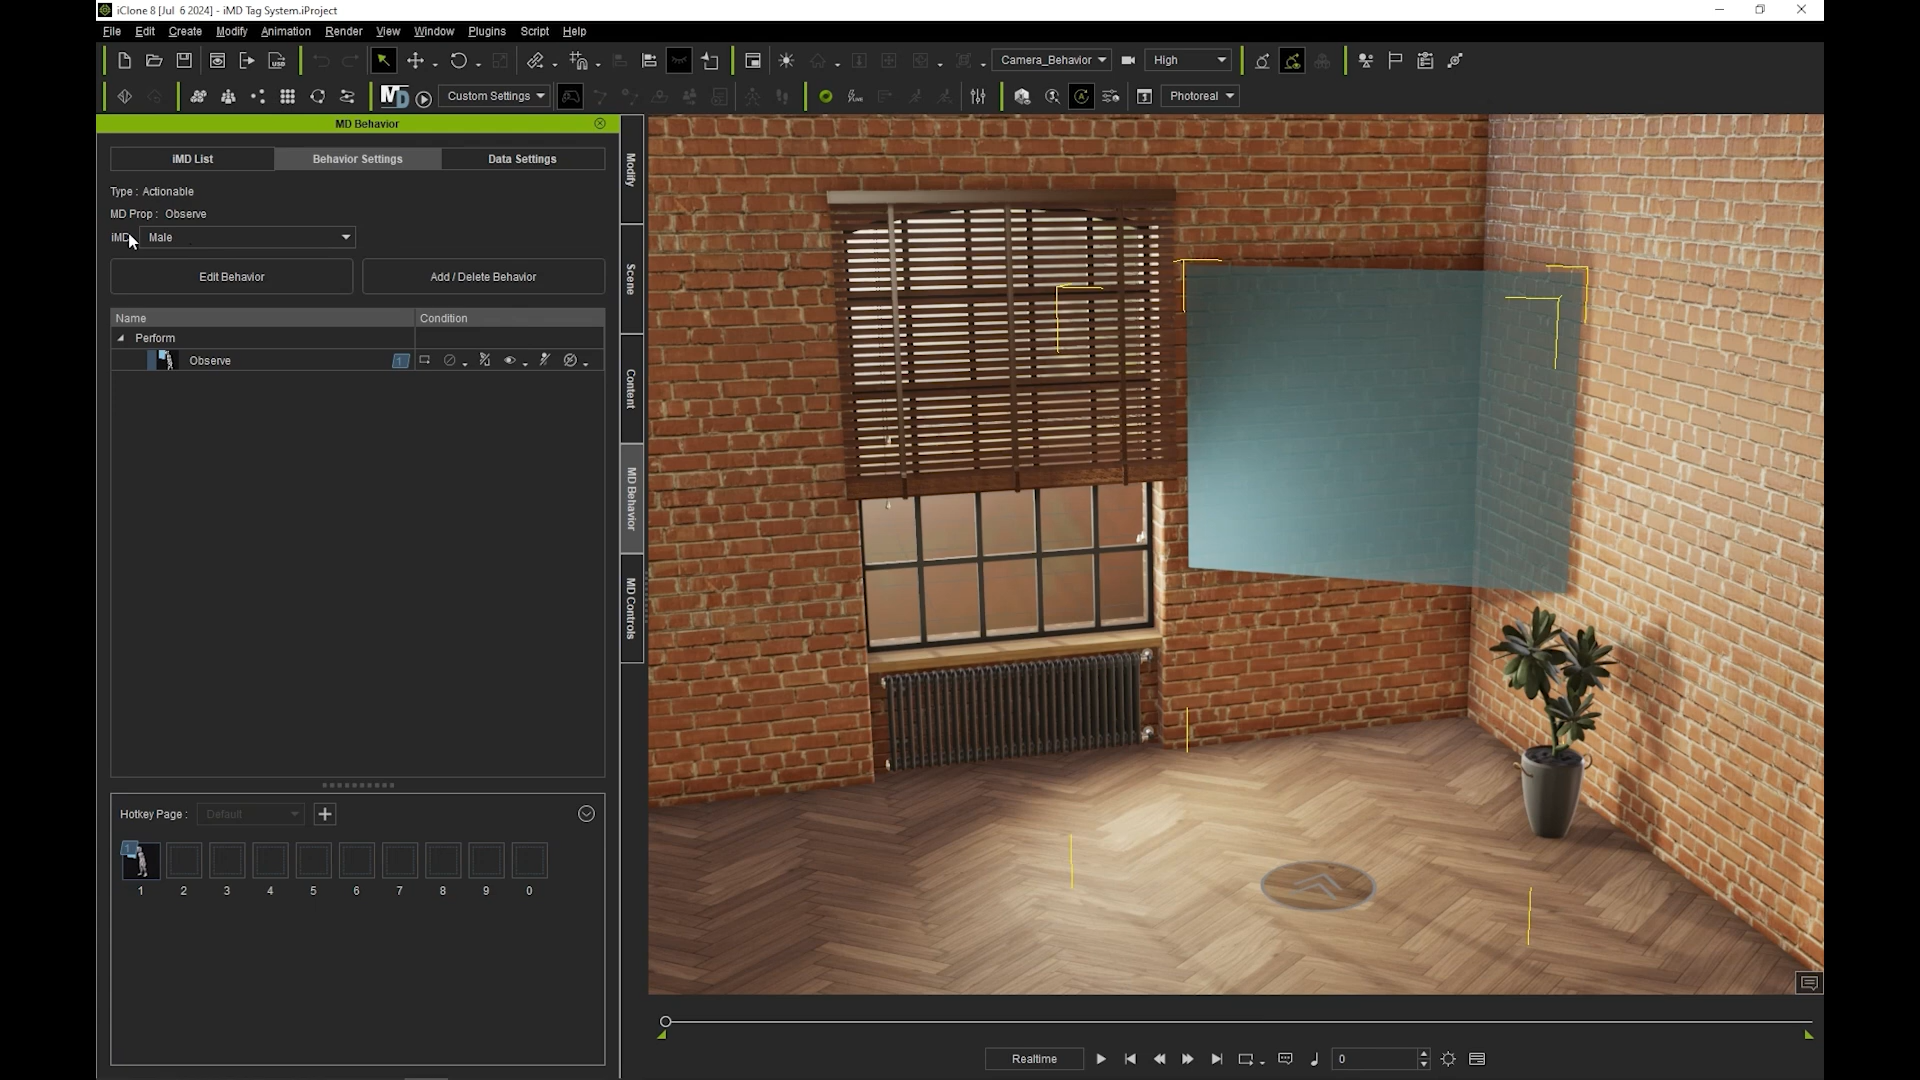 iClone 8 [Jul 6 2024] - iMD Tag System.iProject
File Edit Create Modify Animation Render View Window Plugins Script Help
Camera_Behavior High
MD Custom Settings Photoreal
MD Behavior
iMD List Behavior Settings Data Settings
Type : Actionable
MD Prop : Observe
iMD Male
Edit Behavior Add / Delete Behavior
Name Condition
Perform
Observe 1
Modify
Scene
Content
MD Behavior
MD Controls
Hotkey Page : Default
1
1 2 3 4 5 6 7 8 9 0
Realtime 0